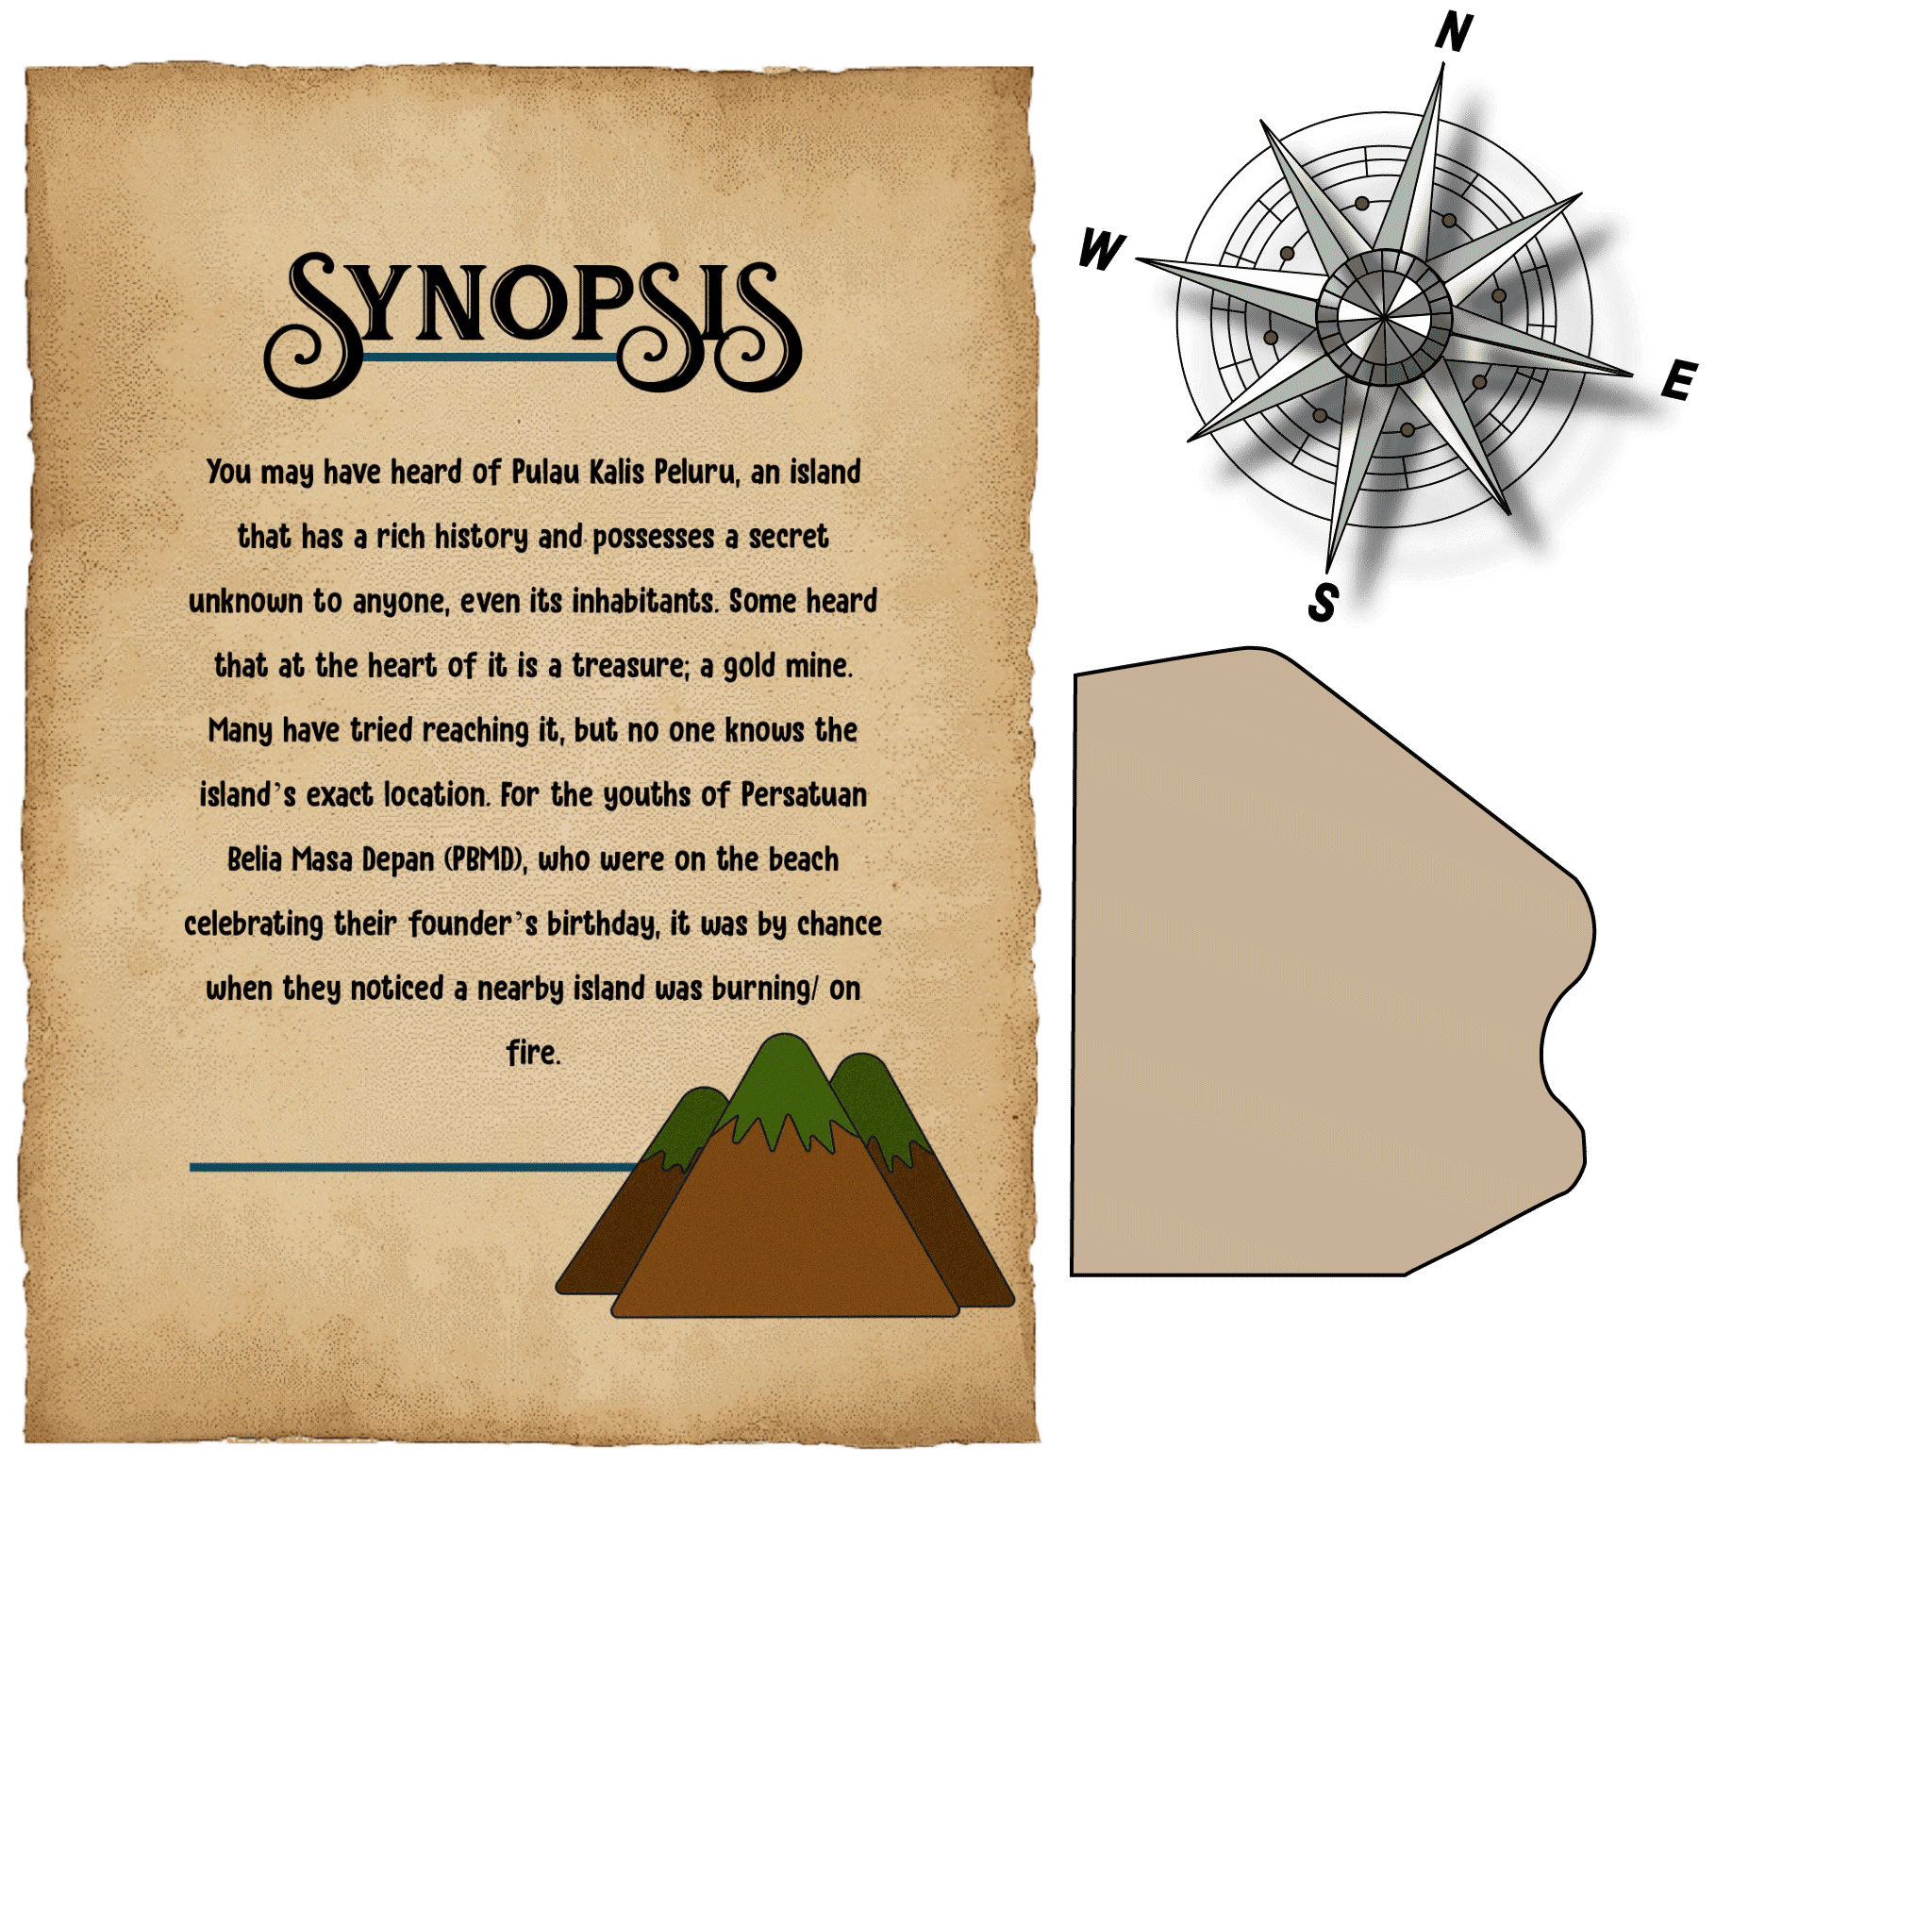 SYNOPSIS
You may have heard of Pulau Kalis Peluru, an island
that has a rich history and possesses a secret
unknown to anyone, even its inhabitants. Some heard
that at the heart of it is a treasure; a gold mine.
Many have tried reaching it, but no one knows the
island's exact location. For the youths of Persatuan
Belia Masa Depan (PBMD), who were on the beach
celebrating their founder's birthday, it was by chance
when they noticed a nearby island was burning/ on
fire.
N
W
E
S